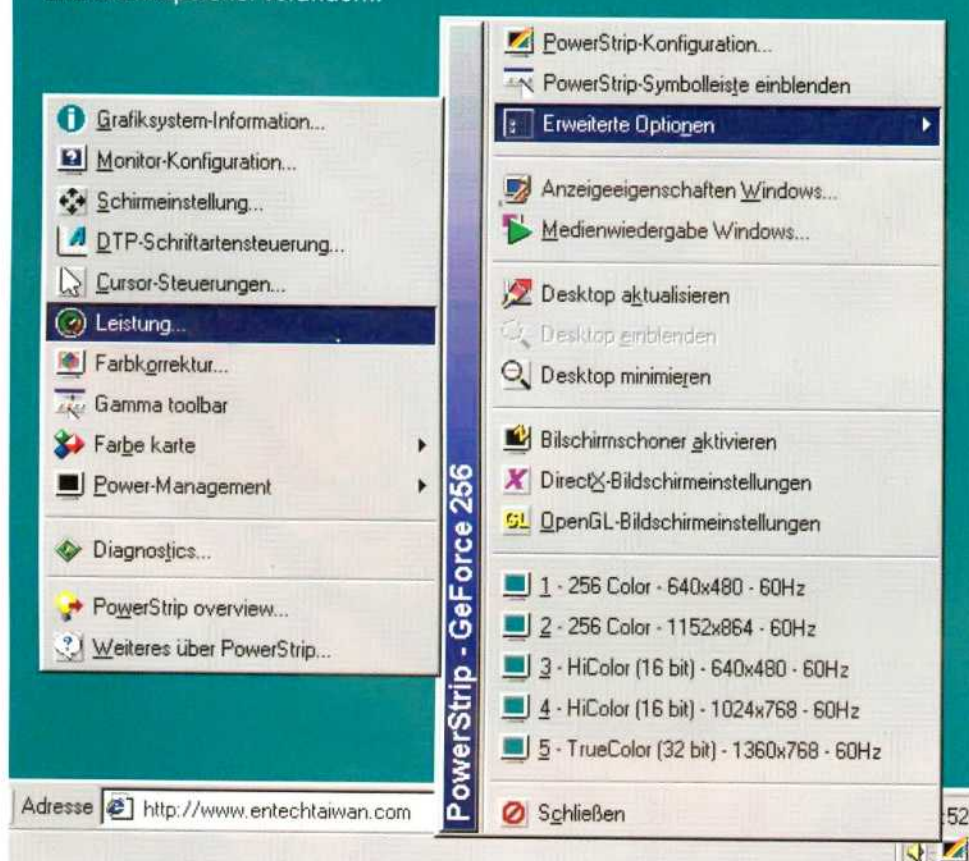 Grafiksystem-Information...
Monitor-Konfiguration...
Schirmeinstellung...
DTP-Schriftartensteuerung...
Cursor-Steuerungen...
Leistung...
Farbkorrektur...
Gamma toolbar
Farbe karte
Power-Management
Diagnostics...
PowerStrip overview...
Weiteres über PowerStrip...
PowerStrip - GeForce 256
PowerStrip-Konfiguration...
PowerStrip-Symbolleiste einblenden
Erweiterte Optionen
Anzeigeeigenschaften Windows...
Medienwiedergabe Windows...
Desktop aktualisieren
Desktop einblenden
Desktop minimieren
Bilschirmschoner aktivieren
DirectX-Bildschirmeinstellungen
GL OpenGL-Bildschirmeinstellungen
1 - 256 Color - 640x480 - 60Hz
2 - 256 Color - 1152x864 - 60Hz
3 - HiColor (16 bit) - 640x480 - 60Hz
4 - HiColor (16 bit) - 1024x768 - 60Hz
5 - TrueColor (32 bit) - 1360x768 - 60Hz
Schließen
Adresse http://www.entechtaiwan.com
:52